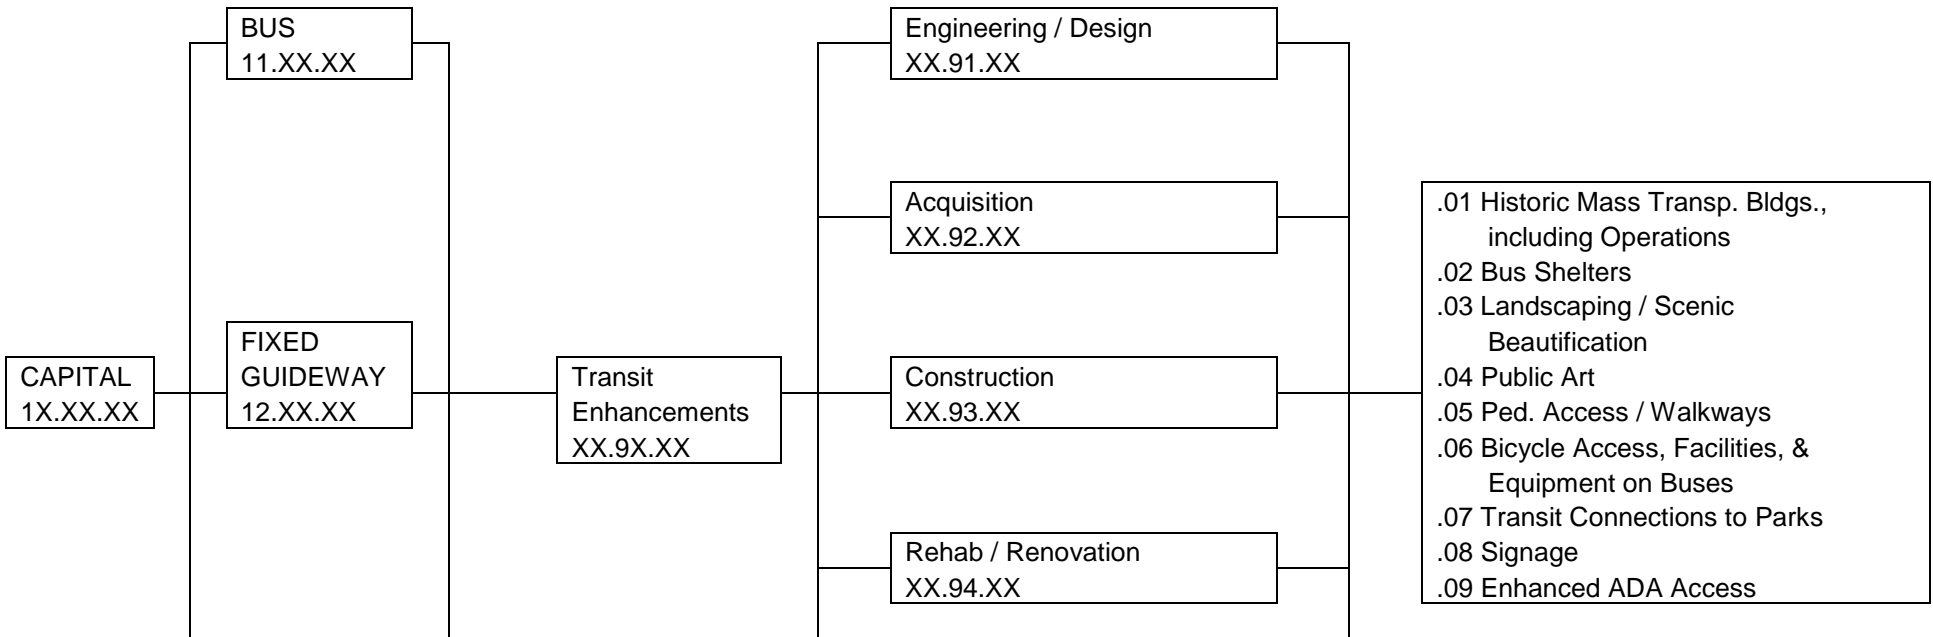 CAPITAL
1X.XX.XX
BUS
11.XX.XX
FIXED
GUIDEWAY
12.XX.XX
Transit
Enhancements
XX.9X.XX
Engineering / Design
XX.91.XX
Acquisition
XX.92.XX
Construction
XX.93.XX
Rehab / Renovation
XX.94.XX
.01 Historic Mass Transp. Bldgs.,
including Operations
.02 Bus Shelters
.03 Landscaping / Scenic
Beautification
.04 Public Art
.05 Ped. Access / Walkways
.06 Bicycle Access, Facilities, &
Equipment on Buses
.07 Transit Connections to Parks
.08 Signage
.09 Enhanced ADA Access